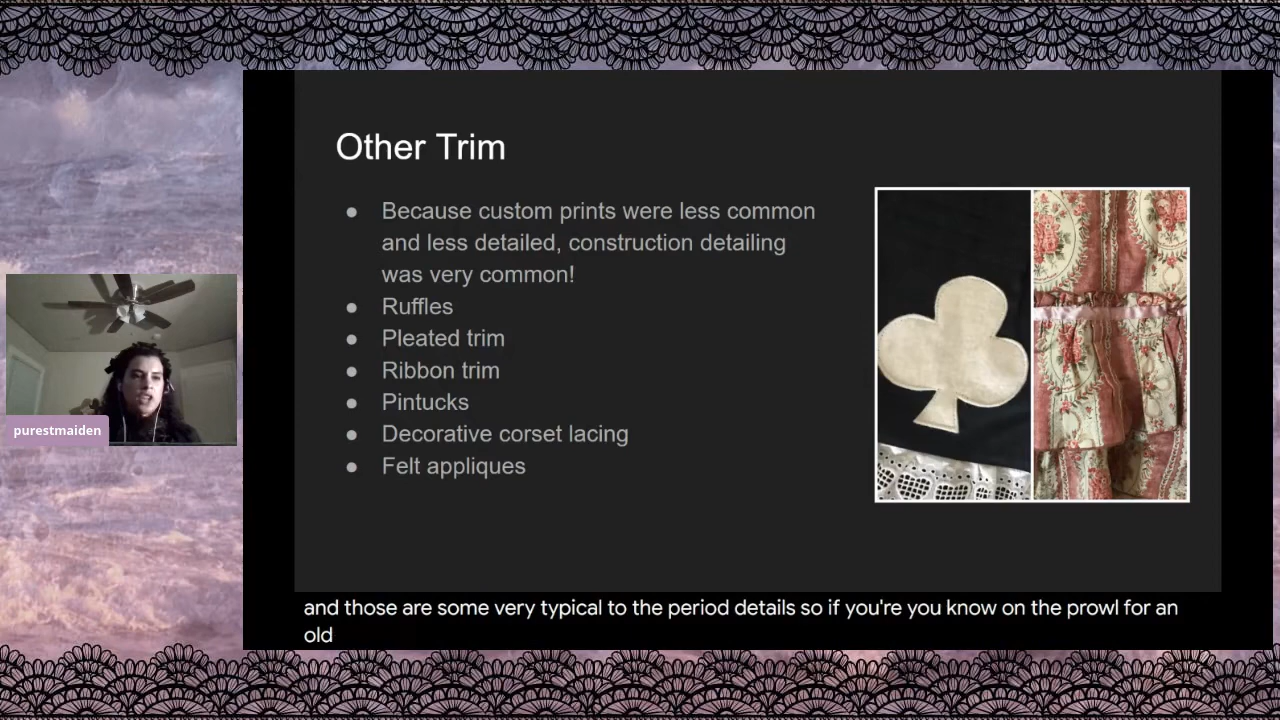 Other Trim
● Because custom prints were less common
and less detailed, construction detailing
was very common!
● Ruffles
● Pleated trim
● Ribbon trim
● Pintucks
● Decorative corset lacing
● Felt appliques
purestmaiden
and those are some very typical to the period details so if you're you know on the prowl for an
old